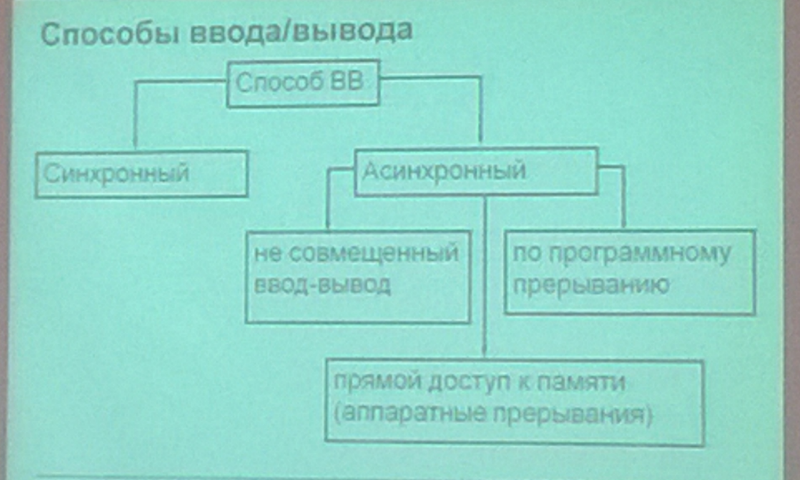 Способы ввода/вывода
Способ ВВ
Синхронный
Асинхронный
не совмещенный
ввод-вывод
по программному
прерыванию
прямой доступ к памяти
(аппаратные прерывания)